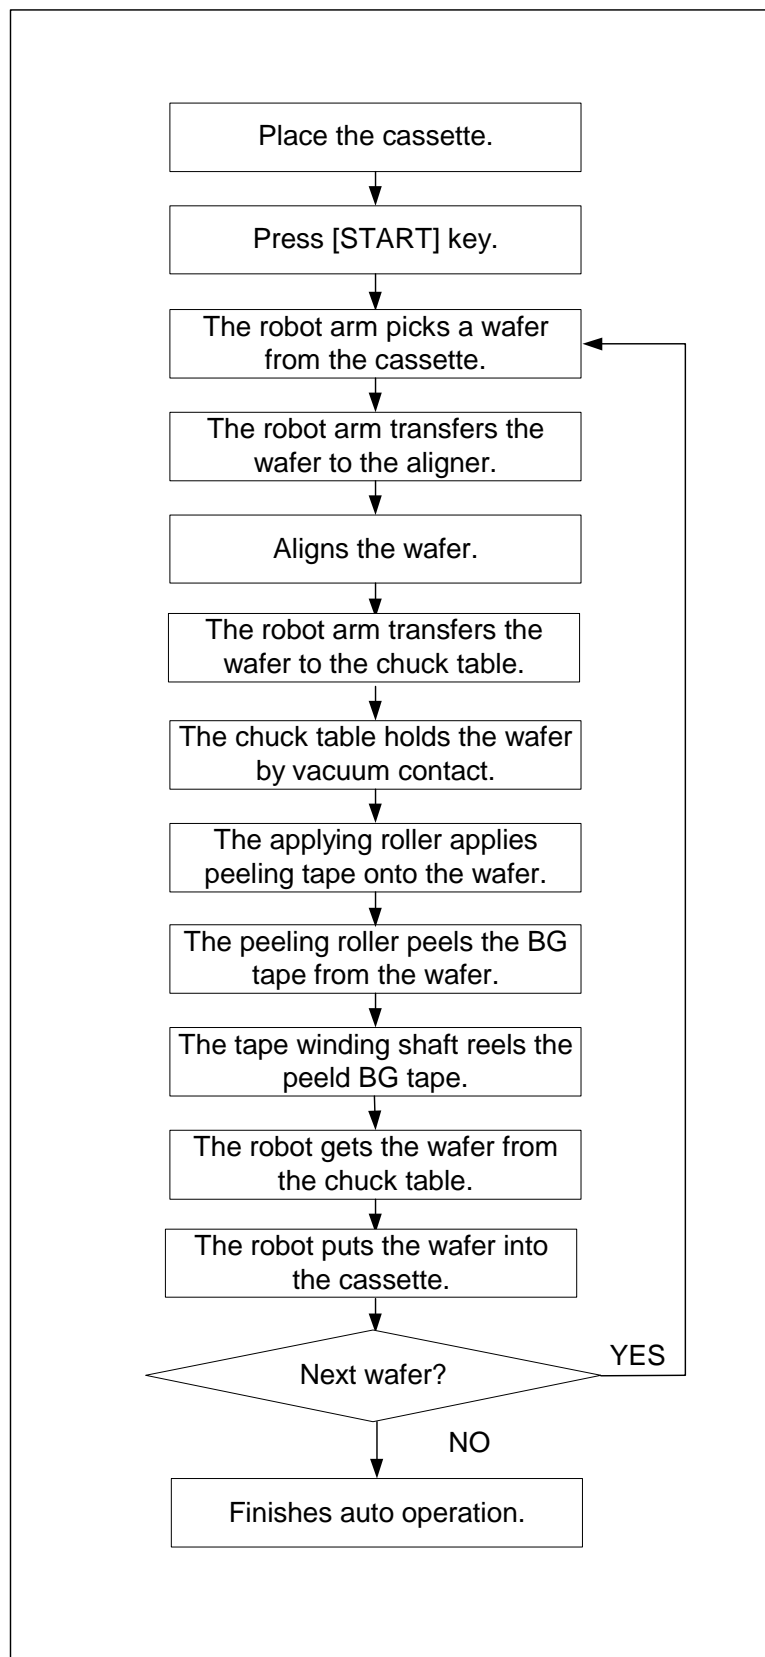 Place the cassette.
Press [START] key.
The robot arm picks a wafer
from the cassette.
The robot arm transfers the
wafer to the aligner.
Aligns the wafer.
The robot arm transfers the
wafer to the chuck table.
The chuck table holds the wafer
by vacuum contact.
The applying roller applies
peeling tape onto the wafer.
The peeling roller peels the BG
tape from the wafer.
The tape winding shaft reels the
peeld BG tape.
The robot gets the wafer from
the chuck table.
The robot puts the wafer into
the cassette.
Next wafer?
YES
NO
Finishes auto operation.